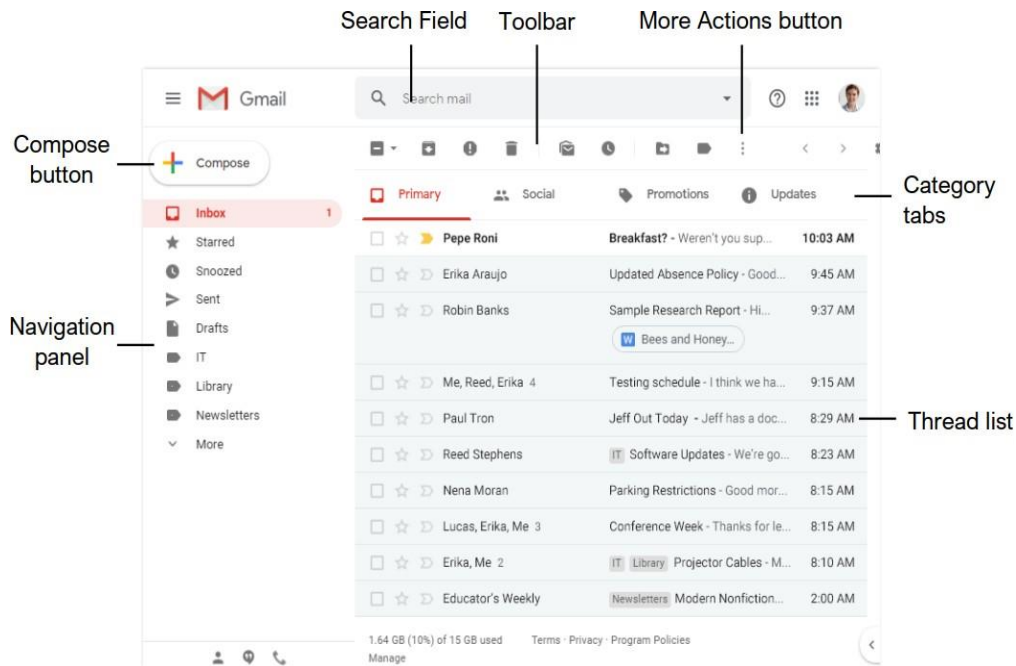 Search Field
Toolbar
More Actions button
Gmail
Search mail
Compose button
Compose
Primary
Social
Promotions
Updates
Category tabs
Inbox 1
Starred
Snoozed
Sent
Drafts
IT
Library
Newsletters
More
Navigation panel
Pepe Roni Breakfast? - Weren't you sup... 10:03 AM
Erika Araujo Updated Absence Policy - Good... 9:45 AM
Robin Banks Sample Research Report - Hi... 9:37 AM
W Bees and Honey...
Me, Reed, Erika 4 Testing schedule - I think we ha... 9:15 AM
Paul Tron Jeff Out Today - Jeff has a doc... 8:29 AM
Thread list
Reed Stephens IT Software Updates - We're go... 8:23 AM
Nena Moran Parking Restrictions - Good mor... 8:15 AM
Lucas, Erika, Me 3 Conference Week - Thanks for le... 8:15 AM
Erika, Me 2 IT Library Projector Cables - M... 8:10 AM
Educator's Weekly Newsletters Modern Nonfiction... 2:00 AM
1.64 GB (10%) of 15 GB used Terms · Privacy · Program Policies
Manage